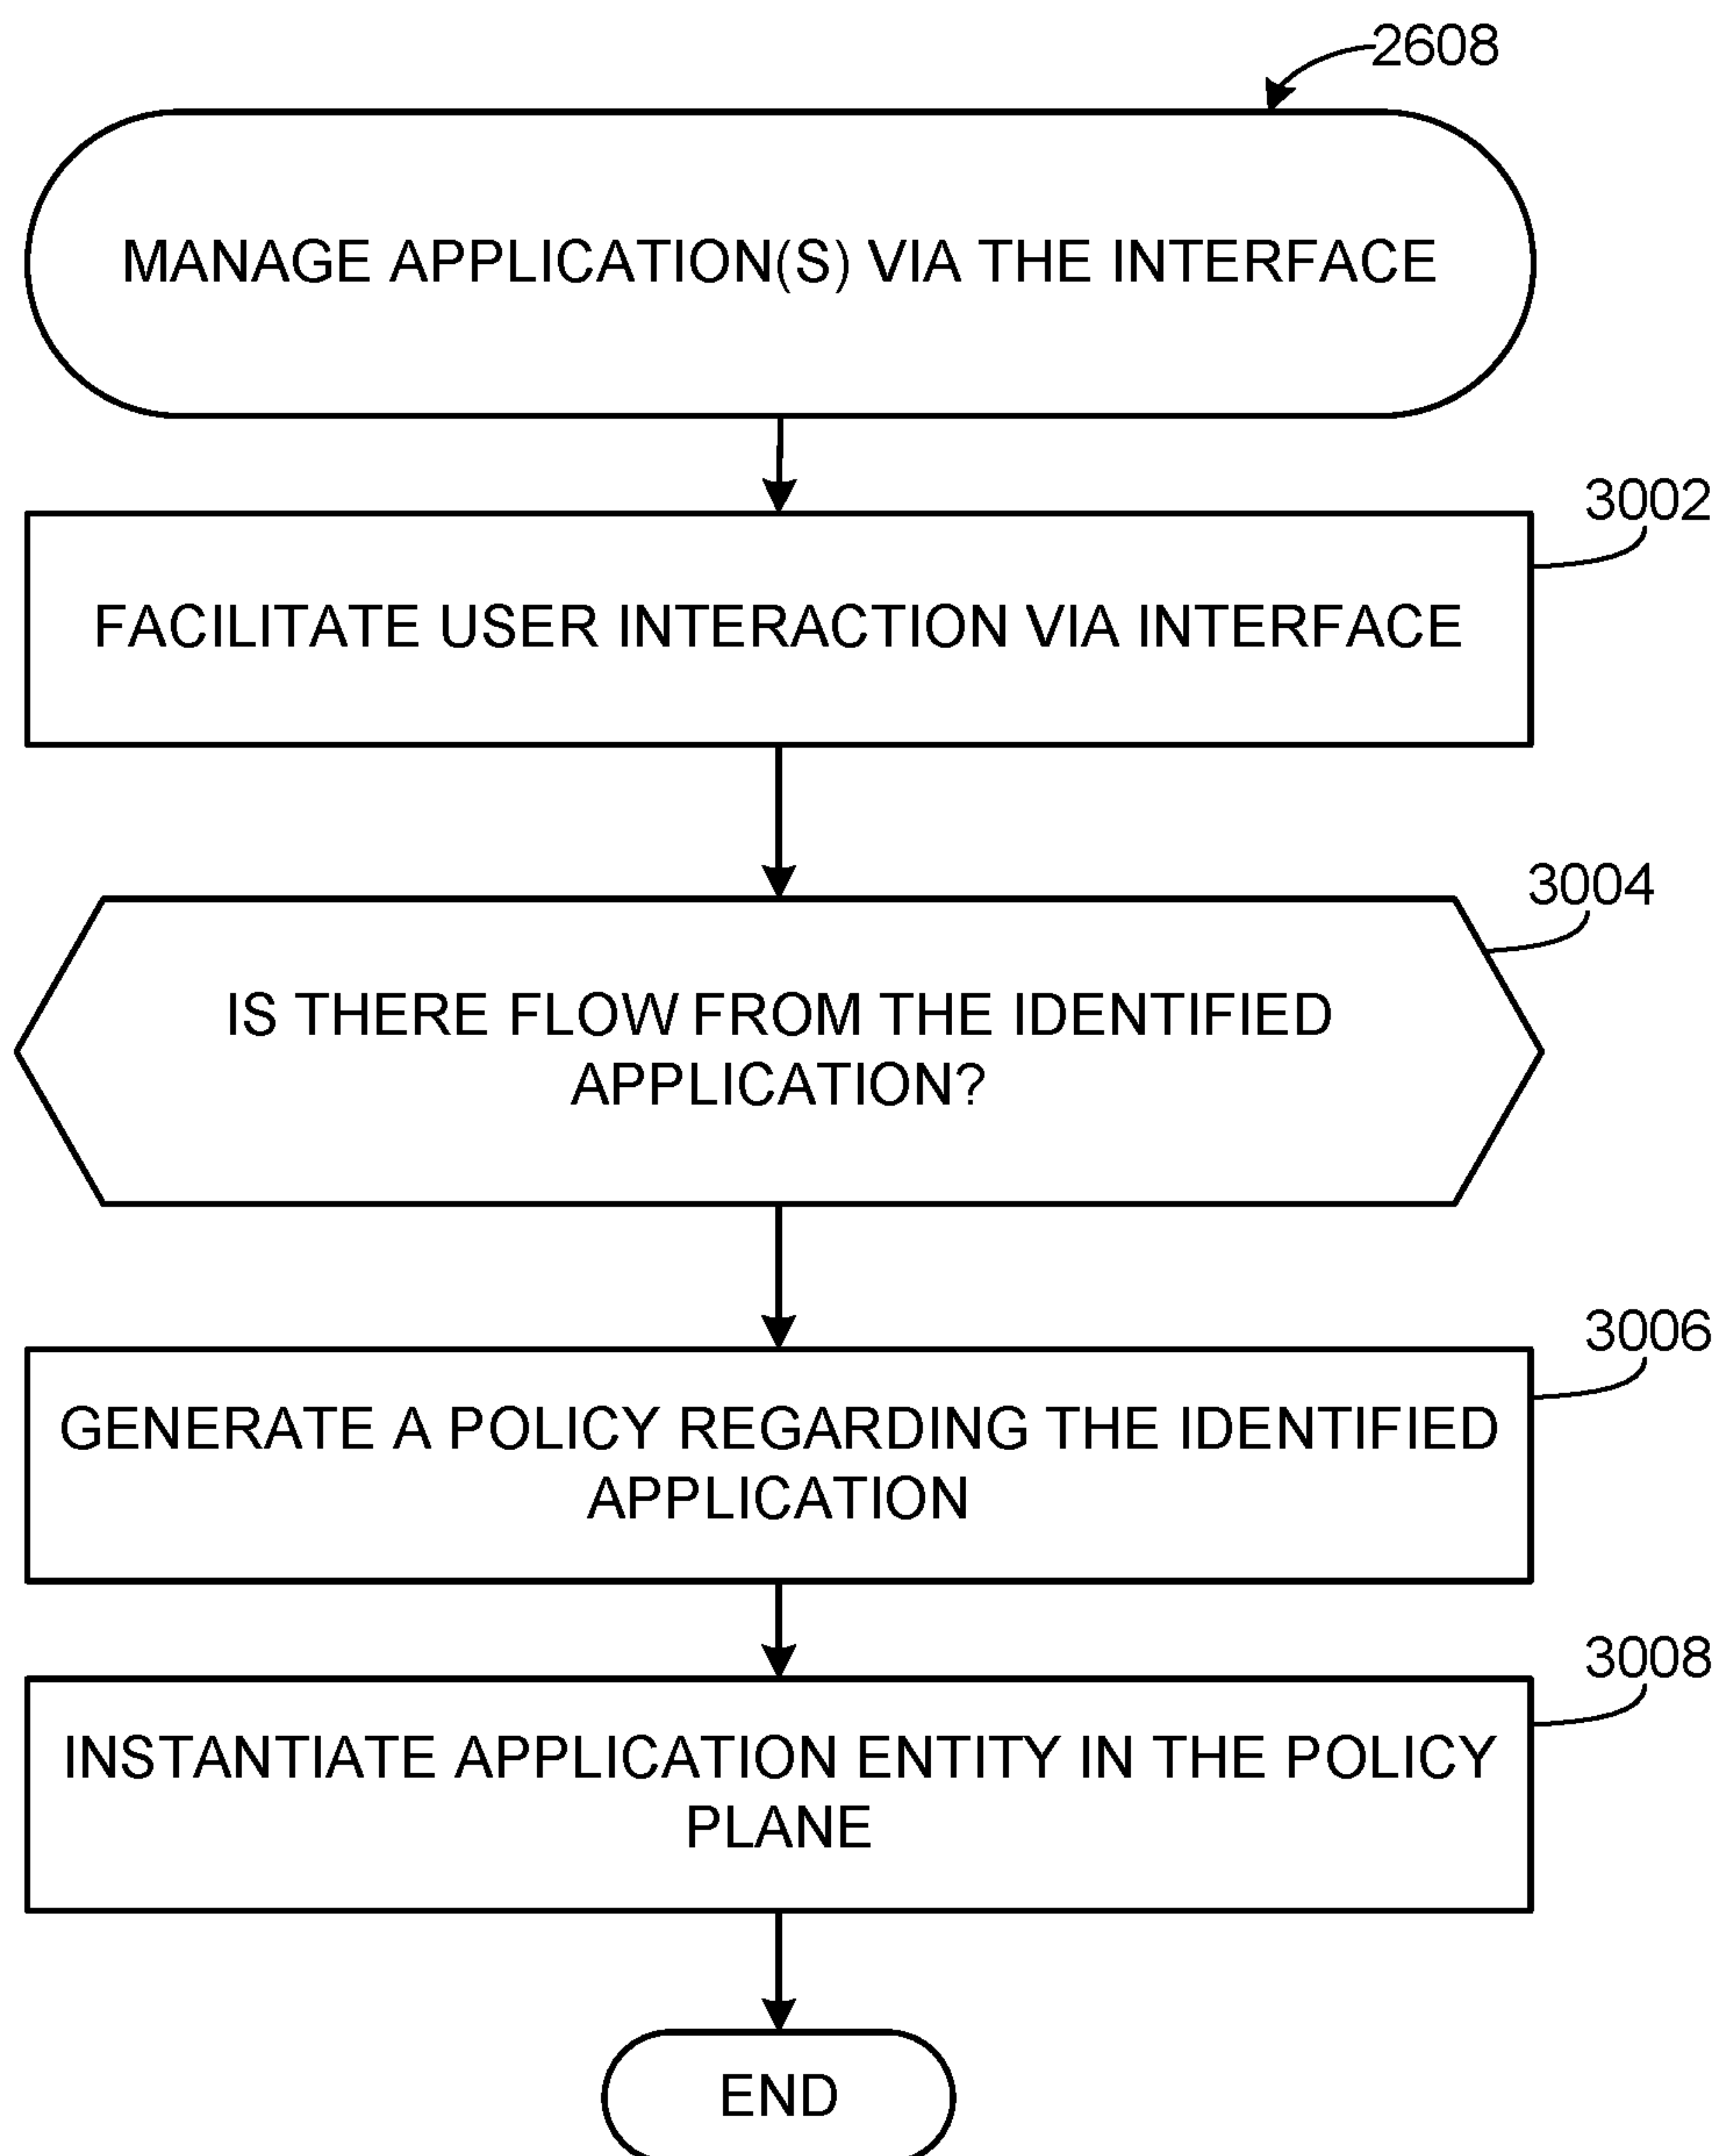 2608
MANAGE APPLICATION(S) VIA THE INTERFACE
3002
FACILITATE USER INTERACTION VIA INTERFACE
3004
IS THERE FLOW FROM THE IDENTIFIED
APPLICATION?
3006
GENERATE A POLICY REGARDING THE IDENTIFIED
APPLICATION
3008
INSTANTIATE APPLICATION ENTITY IN THE POLICY
PLANE
END